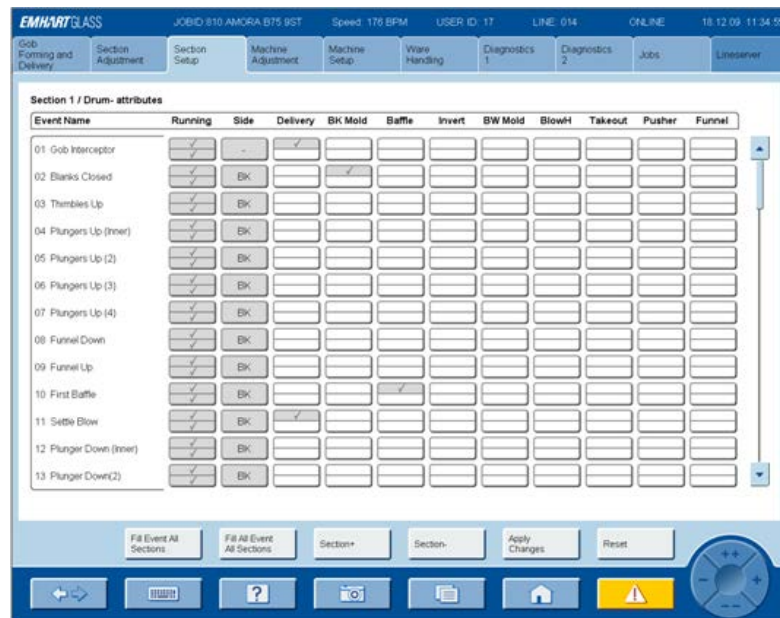 EMHARTGLASS JOBID 810 AMORA B75 9ST Speed: 176 BPM USER ID: 17 LINE: 014 ONLINE 18.12.09 11:34:5
Gob Forming and Delivery
Section Adjustment
Section Setup
Machine Adjustment
Machine Setup
Ware Handling
Diagnostics 1
Diagnostics 2
Jobs
Lineserver
Section 1 / Drum- attributes
Event Name Running Side Delivery BK Mold Baffle Invert BW Mold BlowH Takeout Pusher Funnel
01 Gob Interceptor -
02 Blanks Closed BK
03 Thimbles Up BK
04 Plungers Up (Inner) BK
05 Plungers Up (2) BK
06 Plungers Up (3) BK
07 Plungers Up (4) BK
08 Funnel Down BK
09 Funnel Up BK
10 First Baffle BK
11 Settle Blow BK
12 Plunger Down (Inner) BK
13 Plunger Down(2) BK
Fill Event All Sections
Fill All Event All Sections
Section+
Section-
Apply Changes
Reset
++
- +
--
?